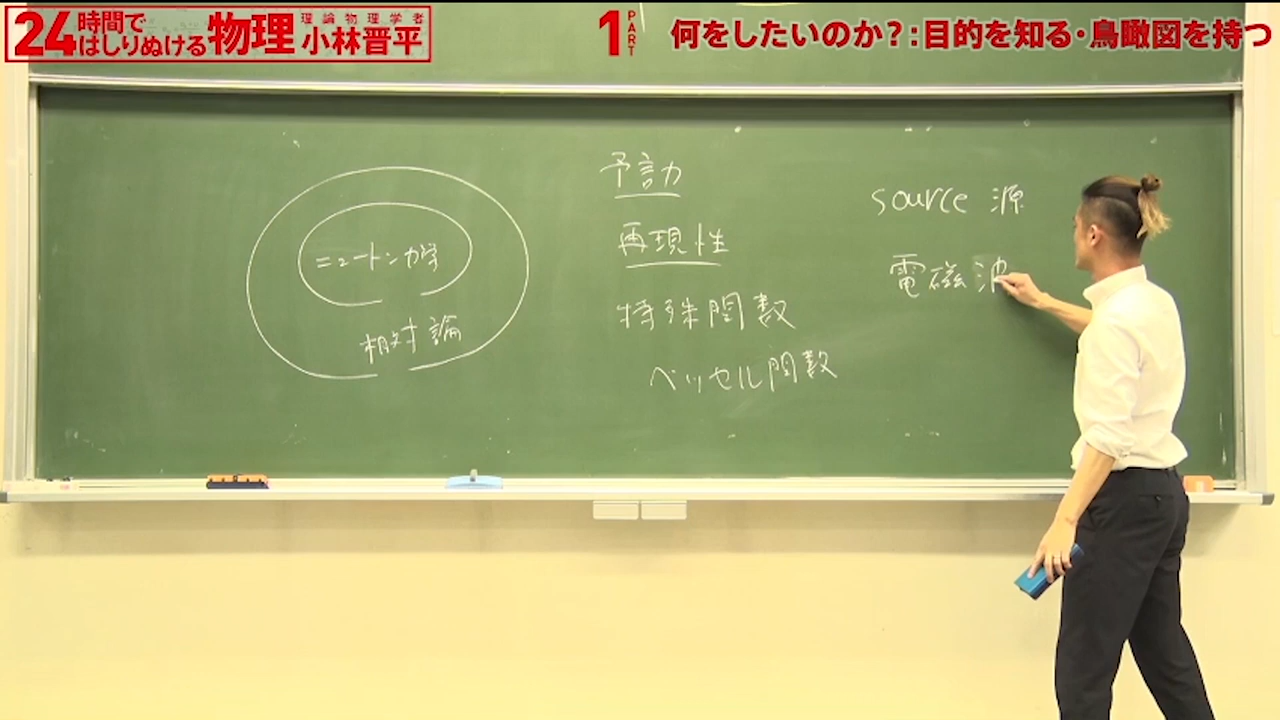 24時間ではしりぬける物理
理論物理学者
小林晋平
1 PART
何をしたいのか?:目的を知る・鳥瞰図を持つ
ニュートン力学
相対論
予言力
再現性
特殊関数
ベッセル関数
source 源
電磁波